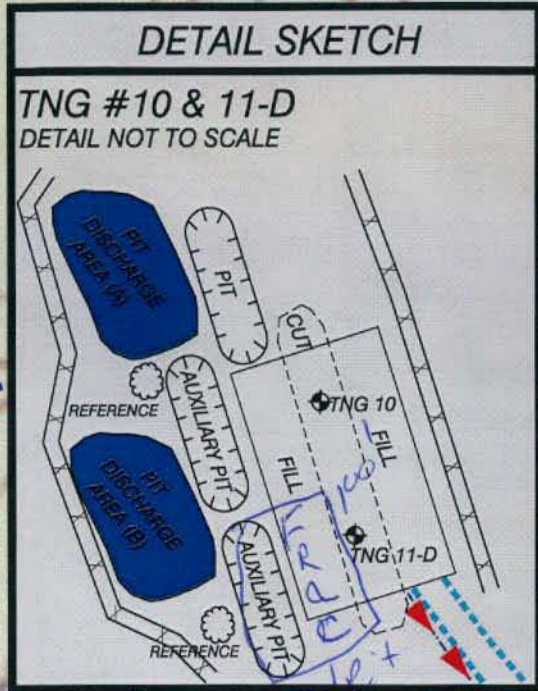 DETAIL SKETCH
TNG #10 & 11-D
DETAIL NOT TO SCALE
PIT
DISCHARGE
AREA (A)
PIT
CUT
REFERENCE
AUXILIARY PIT
TNG 10
FILL
FILL
PIT
DISCHARGE
AREA (B)
TNG 11-D
AUXILIARY PIT
REFERENCE